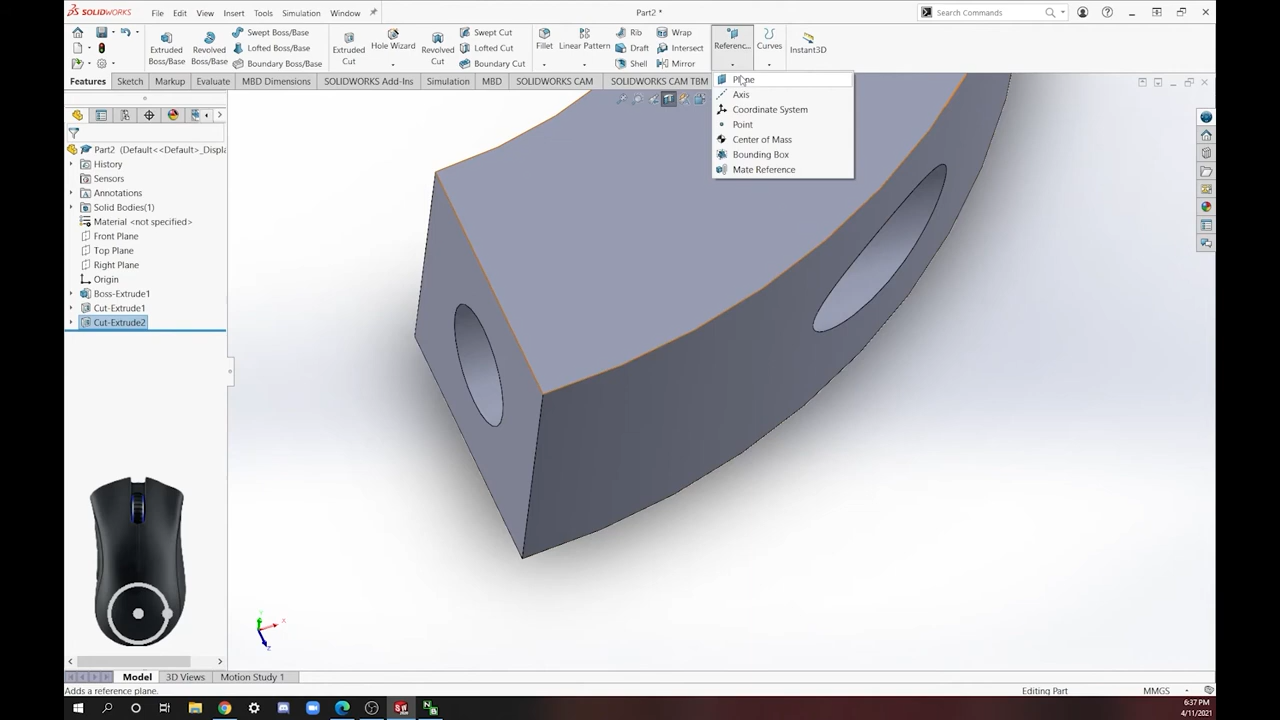 SOLIDWORKS File Edit View Insert Tools Simulation Window Part2 * Search Commands
Extruded Boss/Base Revolved Boss/Base Swept Boss/Base Lofted Boss/Base Boundary Boss/Base Extruded Cut Hole Wizard Revolved Cut Swept Cut Lofted Cut Boundary Cut Fillet Linear Pattern Rib Draft Shell Wrap Intersect Mirror Referenc... Curves Instant3D
Features Sketch Markup Evaluate MBD Dimensions SOLIDWORKS Add-Ins Simulation MBD SOLIDWORKS CAM SOLIDWORKS CAM TBM
Plane
Axis
Coordinate System
Point
Center of Mass
Bounding Box
Mate Reference
Part2 (Default<<Default>_Displa
History
Sensors
Annotations
Solid Bodies(1)
Material <not specified>
Front Plane
Top Plane
Right Plane
Origin
Boss-Extrude1
Cut-Extrude1
Cut-Extrude2
Y
X
Z
Model 3D Views Motion Study 1
Adds a reference plane. Editing Part MMGS
6:37 PM
4/11/2021